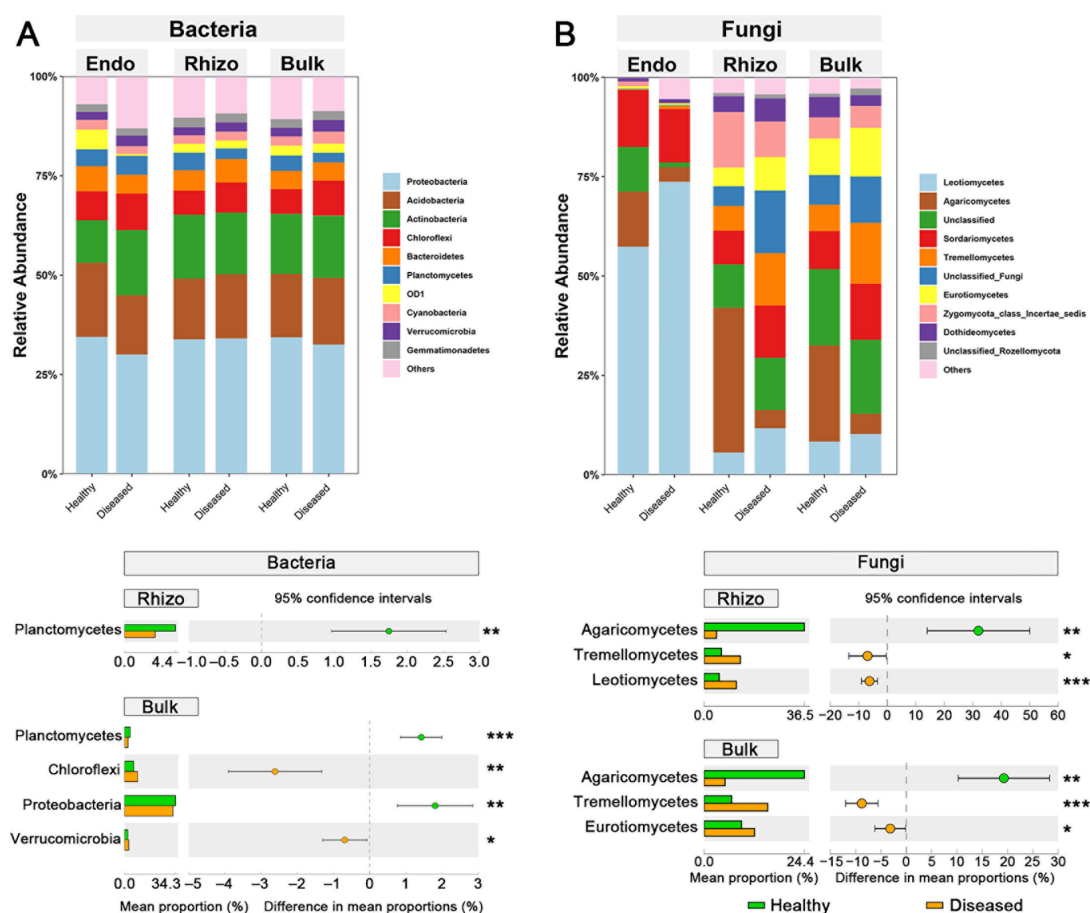 A
Bacteria
Endo Rhizo Bulk
100%
75%
50%
25%
0%
Relative Abundance
Healthy Diseased Healthy Diseased Healthy Diseased
Proteobacteria
Acidobacteria
Actinobacteria
Chloroflexi
Bacteroidetes
Planctomycetes
OD1
Cyanobacteria
Verrucomicrobia
Gemmatimonadetes
Others
B
Fungi
Endo Rhizo Bulk
100%
75%
50%
25%
0%
Relative Abundance
Healthy Diseased Healthy Diseased Healthy Diseased
Leotiomycetes
Agaricomycetes
Unclassified
Sordariomycetes
Tremellomycetes
Unclassified_Fungi
Eurotiomycetes
Zygomycota_class_Incertae_sedis
Dothideomycetes
Unclassified_Rozellomycota
Others
Bacteria
Rhizo 95% confidence intervals
Planctomycetes **
0.0 4.4 −1.0 −0.5 0.0 0.5 1.0 1.5 2.0 2.5 3.0
Bulk
Planctomycetes ***
Chloroflexi **
Proteobacteria **
Verrucomicrobia *
0.0 34.3 −5 −4 −3 −2 −1 0 1 2 3
Mean proportion (%) Difference in mean proportions (%)
Fungi
Rhizo 95% confidence intervals
Agaricomycetes **
Tremellomycetes *
Leotiomycetes ***
0.0 36.5 −20 −10 0 10 20 30 40 50 60
Bulk
Agaricomycetes **
Tremellomycetes ***
Eurotiomycetes *
0.0 24.4 −15 −10 −5 0 5 10 15 20 25 30
Mean proportion (%) Difference in mean proportions (%)
Healthy Diseased